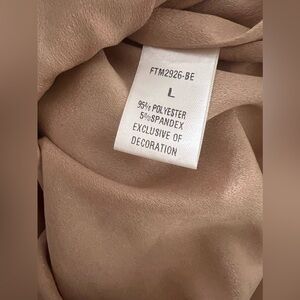 FTM2926-BE
L
95% POLYESTER
5%SPANDEX
EXCLUSIVE OF
DECORATION